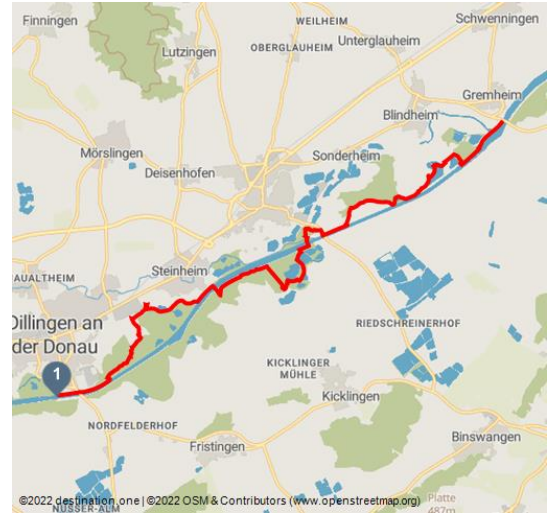 Finningen
WEILHEIM
Schwenningen
Lutzingen
OBERGLAUHEIM
Unterglauheim
Gremheim
Blindheim
Mörslingen
Sonderheim
Deisenhofen
Steinheim
AUALTHEIM
Dillingen an
der Donau
RIEDSCHREINERHOF
1
KICKLINGER
MÜHLE
Kicklingen
NORDFELDERHOF
Binswangen
Fristingen
©2022 destination.one | ©2022 OSM & Contributors (www.openstreetmap.org)
Platte
487m
NUSSER-ALM